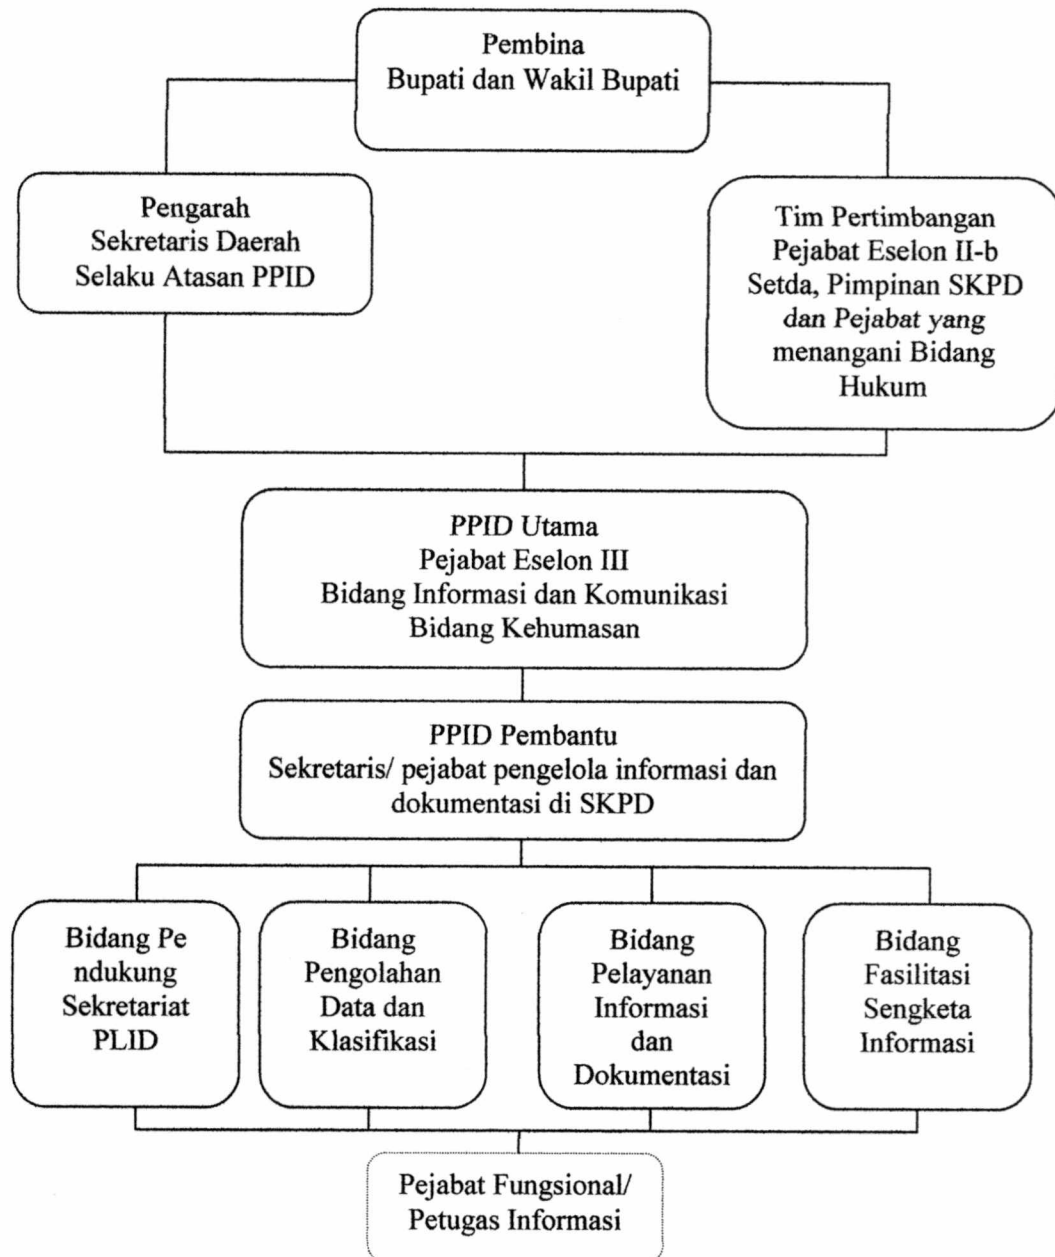 Pembina
Bupati dan Wakil Bupati
Pengarah
Sekretaris Daerah
Selaku Atasan PPID
Tim Pertimbangan
Pejabat Eselon II-b
Setda, Pimpinan SKPD
dan Pejabat yang
menangani Bidang
Hukum
PPID Utama
Pejabat Eselon III
Bidang Informasi dan Komunikasi
Bidang Kehumasan
PPID Pembantu
Sekretaris/ pejabat pengelola informasi dan
dokumentasi di SKPD
Bidang Pe
ndukung
Sekretariat
PLID
Bidang
Pengolahan
Data dan
Klasifikasi
Bidang
Pelayanan
Informasi
dan
Dokumentasi
Bidang
Fasilitasi
Sengketa
Informasi
Pejabat Fungsional/
Petugas Informasi